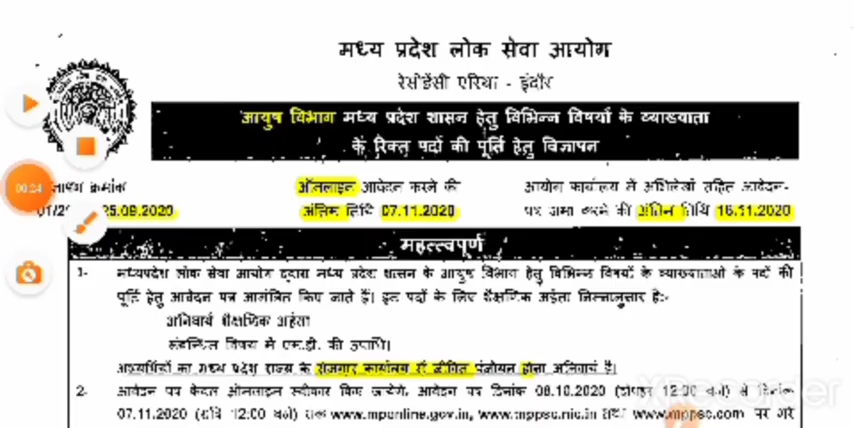 मध्य प्रदेश लोक सेवा आयोग
रेसीडेंसी एरिया - इंदौर
आयुष विभाग मध्य प्रदेश शासन हेतु विभिन्न विषयों के व्याख्याता
के रिक्त पदों की पूर्ति हेतु विज्ञापन
क्रमांक ऑनलाइन आवेदन करने की आयोग कार्यालय में अभिलेखों सहित आवेदन-
25.09.2020 अंतिम तिथि 07.11.2020 पत्र जमा करने की अंतिम तिथि 16.11.2020
00:24
महत्त्वपूर्ण
1- मध्यप्रदेश लोक सेवा आयोग द्वारा मध्य प्रदेश शासन के आयुष विभाग हेतु विभिन्न विषयों के व्याख्याताओं के पदों की
पूर्ति हेतु आवेदन पत्र आमंत्रित किए जाते हैं। इन पदों के लिए शैक्षणिक अर्हता निम्नानुसार है:-
अनिवार्य शैक्षणिक अर्हता
संबन्धित विषय में एम.डी. की उपाधि।
अभ्यर्थियों का मध्य प्रदेश राज्य के रोजगार कार्यालय में जीवित पंजीयन होना अनिवार्य है।
2- आवेदन पत्र केवल ऑनलाइन स्वीकार किए जायेंगे, आवेदन पत्र दिनांक 08.10.2020 (दोपहर 12:00 बजे) से दिनांक
07.11.2020 (रात्रि 12:00 बजे) तक www.mponline.gov.in, www.mppsc.nic.in तथा www.mppsc.com पर भरे
XRecorder